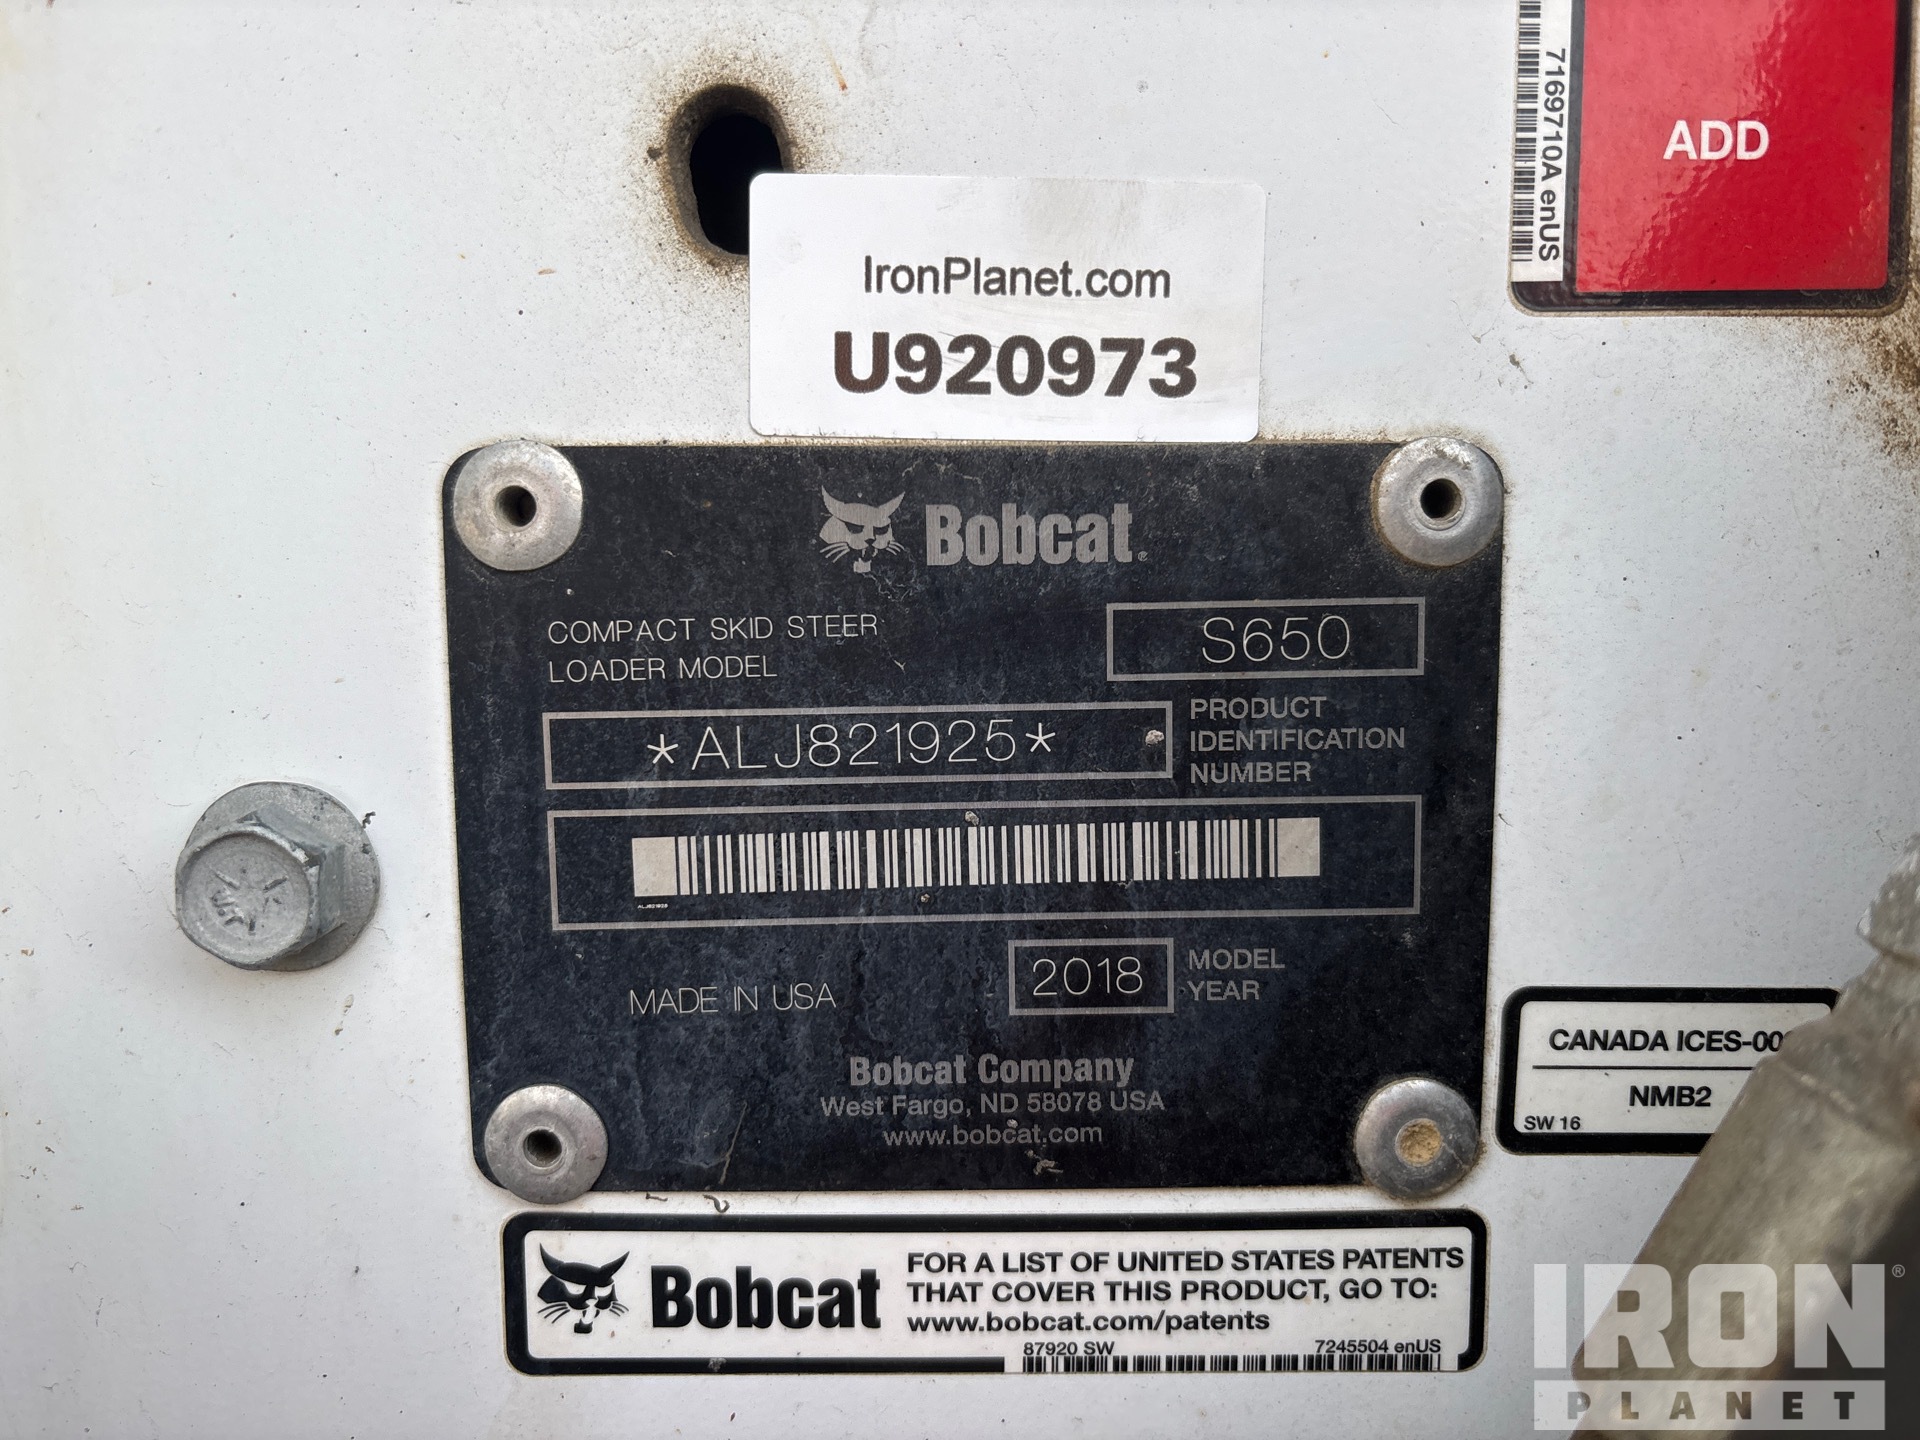 7169710A enUS
ADD
IronPlanet.com
U920973
Bobcat®
COMPACT SKID STEER
LOADER MODEL
S650
*ALJ821925*
PRODUCT
IDENTIFICATION
NUMBER
ALJ821925
MADE IN USA
2018
MODEL
YEAR
Bobcat Company
West Fargo, ND 58078 USA
www.bobcat.com
CANADA ICES-00
NMB2
SW 16
Bobcat
FOR A LIST OF UNITED STATES PATENTS
THAT COVER THIS PRODUCT, GO TO:
www.bobcat.com/patents
87920 SW
7245504 enUS
IRON®
PLANET